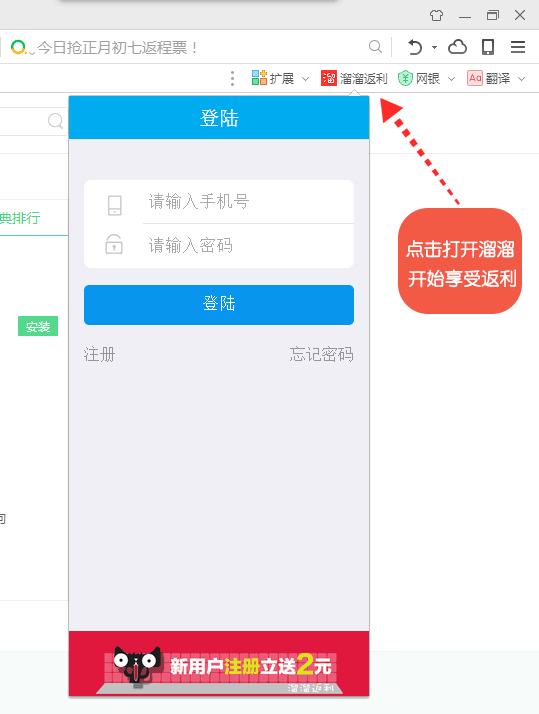 今日抢正月初七返程票！
扩展
溜 溜溜返利
¥ 网银
Aa 翻译
登陆
典排行
请输入手机号
请输入密码
登陆
注册
忘记密码
安装
点击打开溜溜
开始享受返利
新用户注册立送2元
溜溜返利